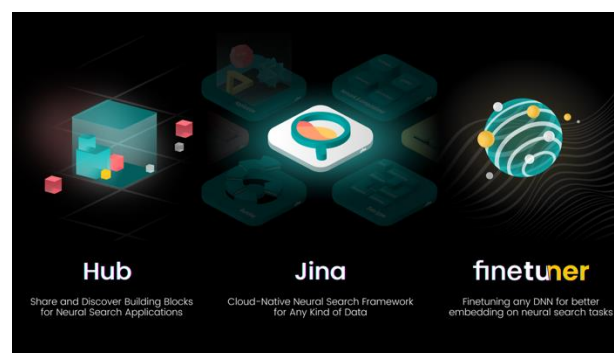 Hub
Share and Discover Building Blocks
for Neural Search Applications
Jina
Cloud-Native Neural Search Framework
for Any Kind of Data
finetuner
Finetuning any DNN for better
embedding on neural search tasks